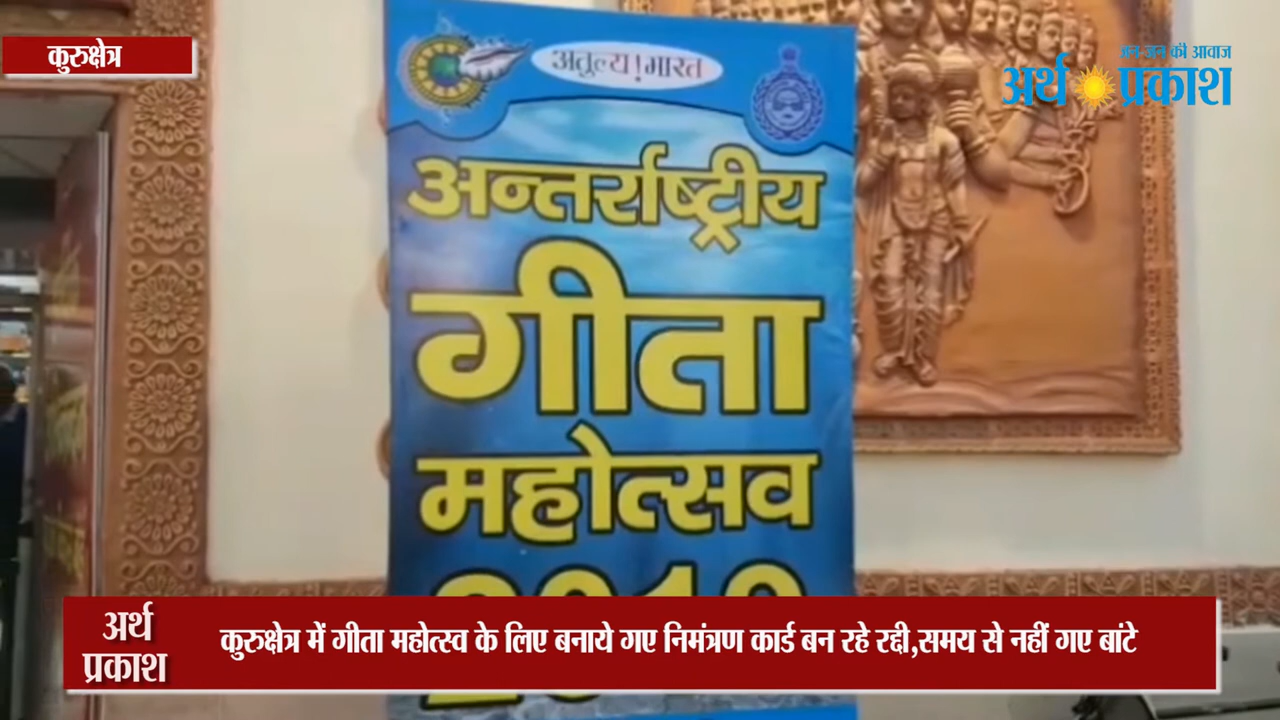 कुरुक्षेत्र
जन-जन की आवाज
अर्थ प्रकाश
अतुल्य!भारत
अन्तर्राष्ट्रीय
गीता
महोत्सव
अर्थ
प्रकाश
कुरुक्षेत्र में गीता महोत्स्व के लिए बनाये गए निमंत्रण कार्ड बन रहे रद्दी,समय से नहीं गए बांटे